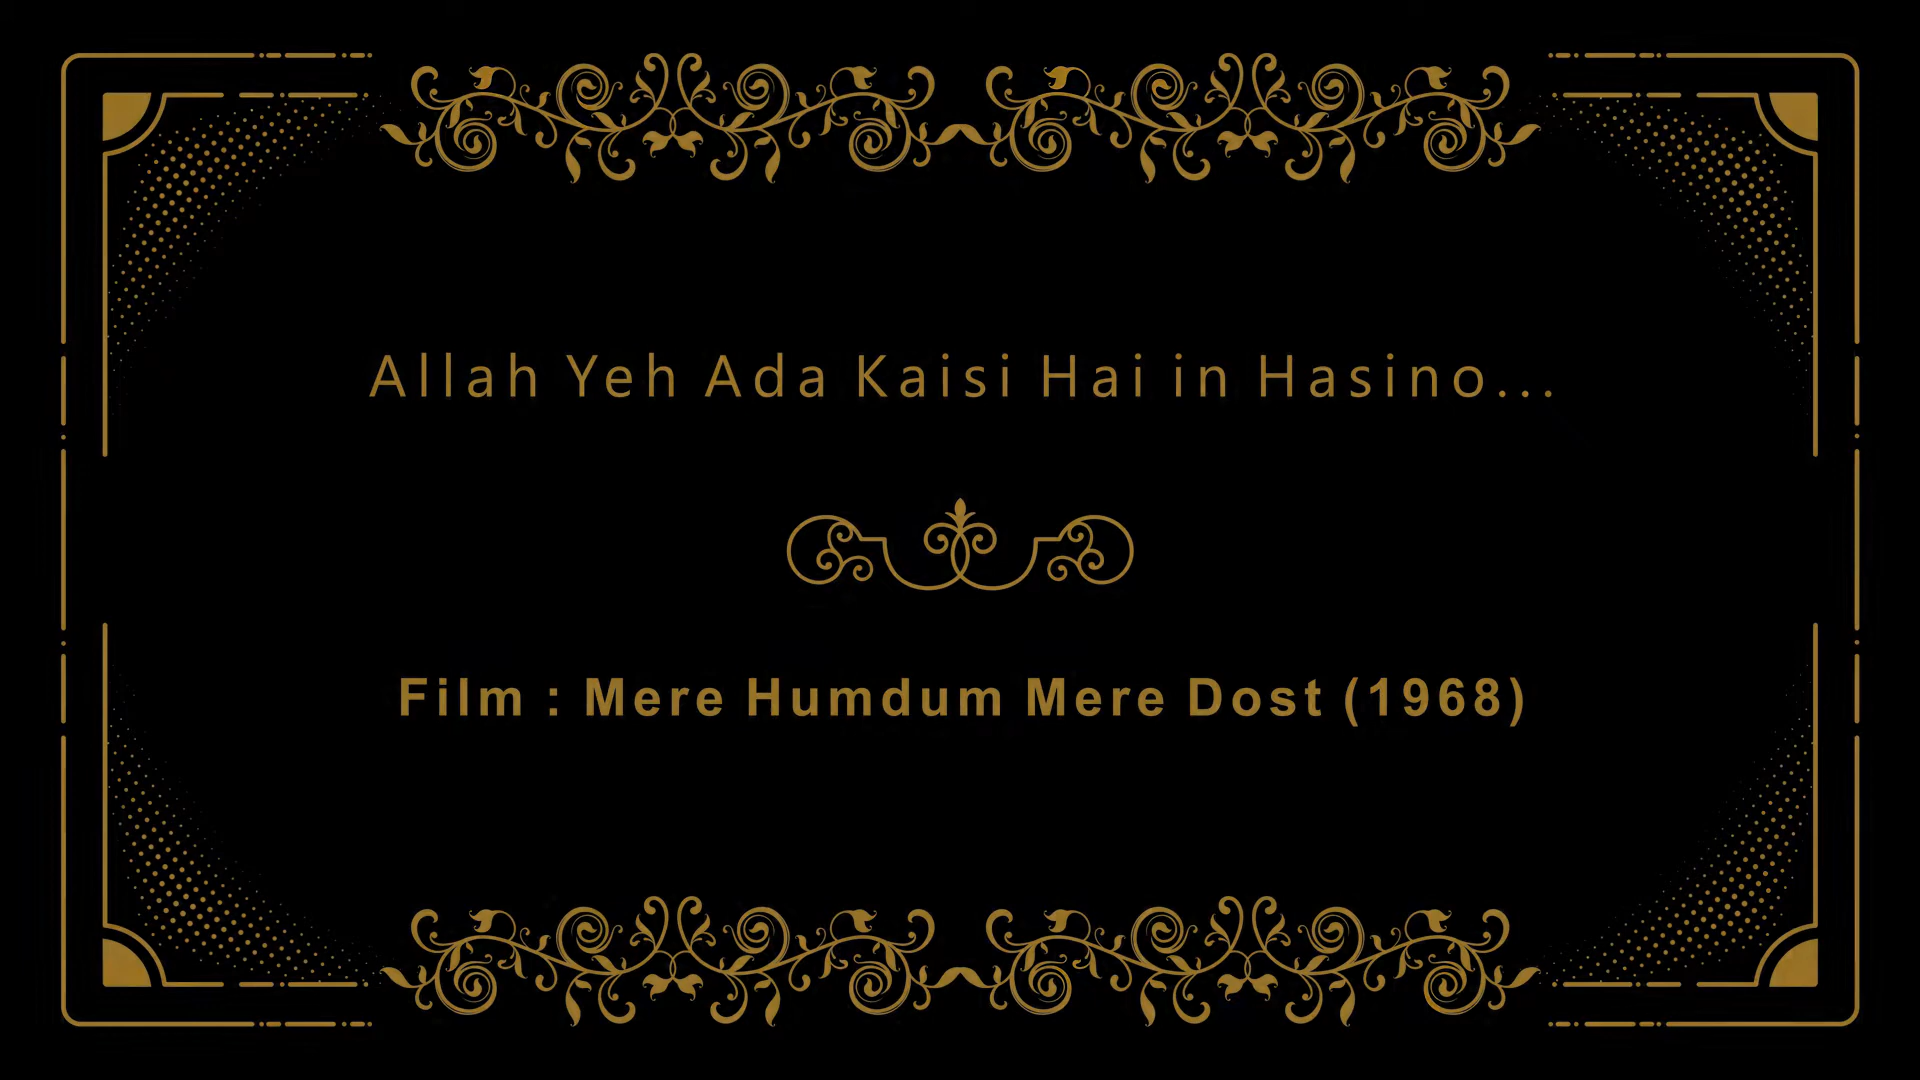 Allah Yeh Ada Kaisi Hai in Hasino...
Film : Mere Humdum Mere Dost (1968)